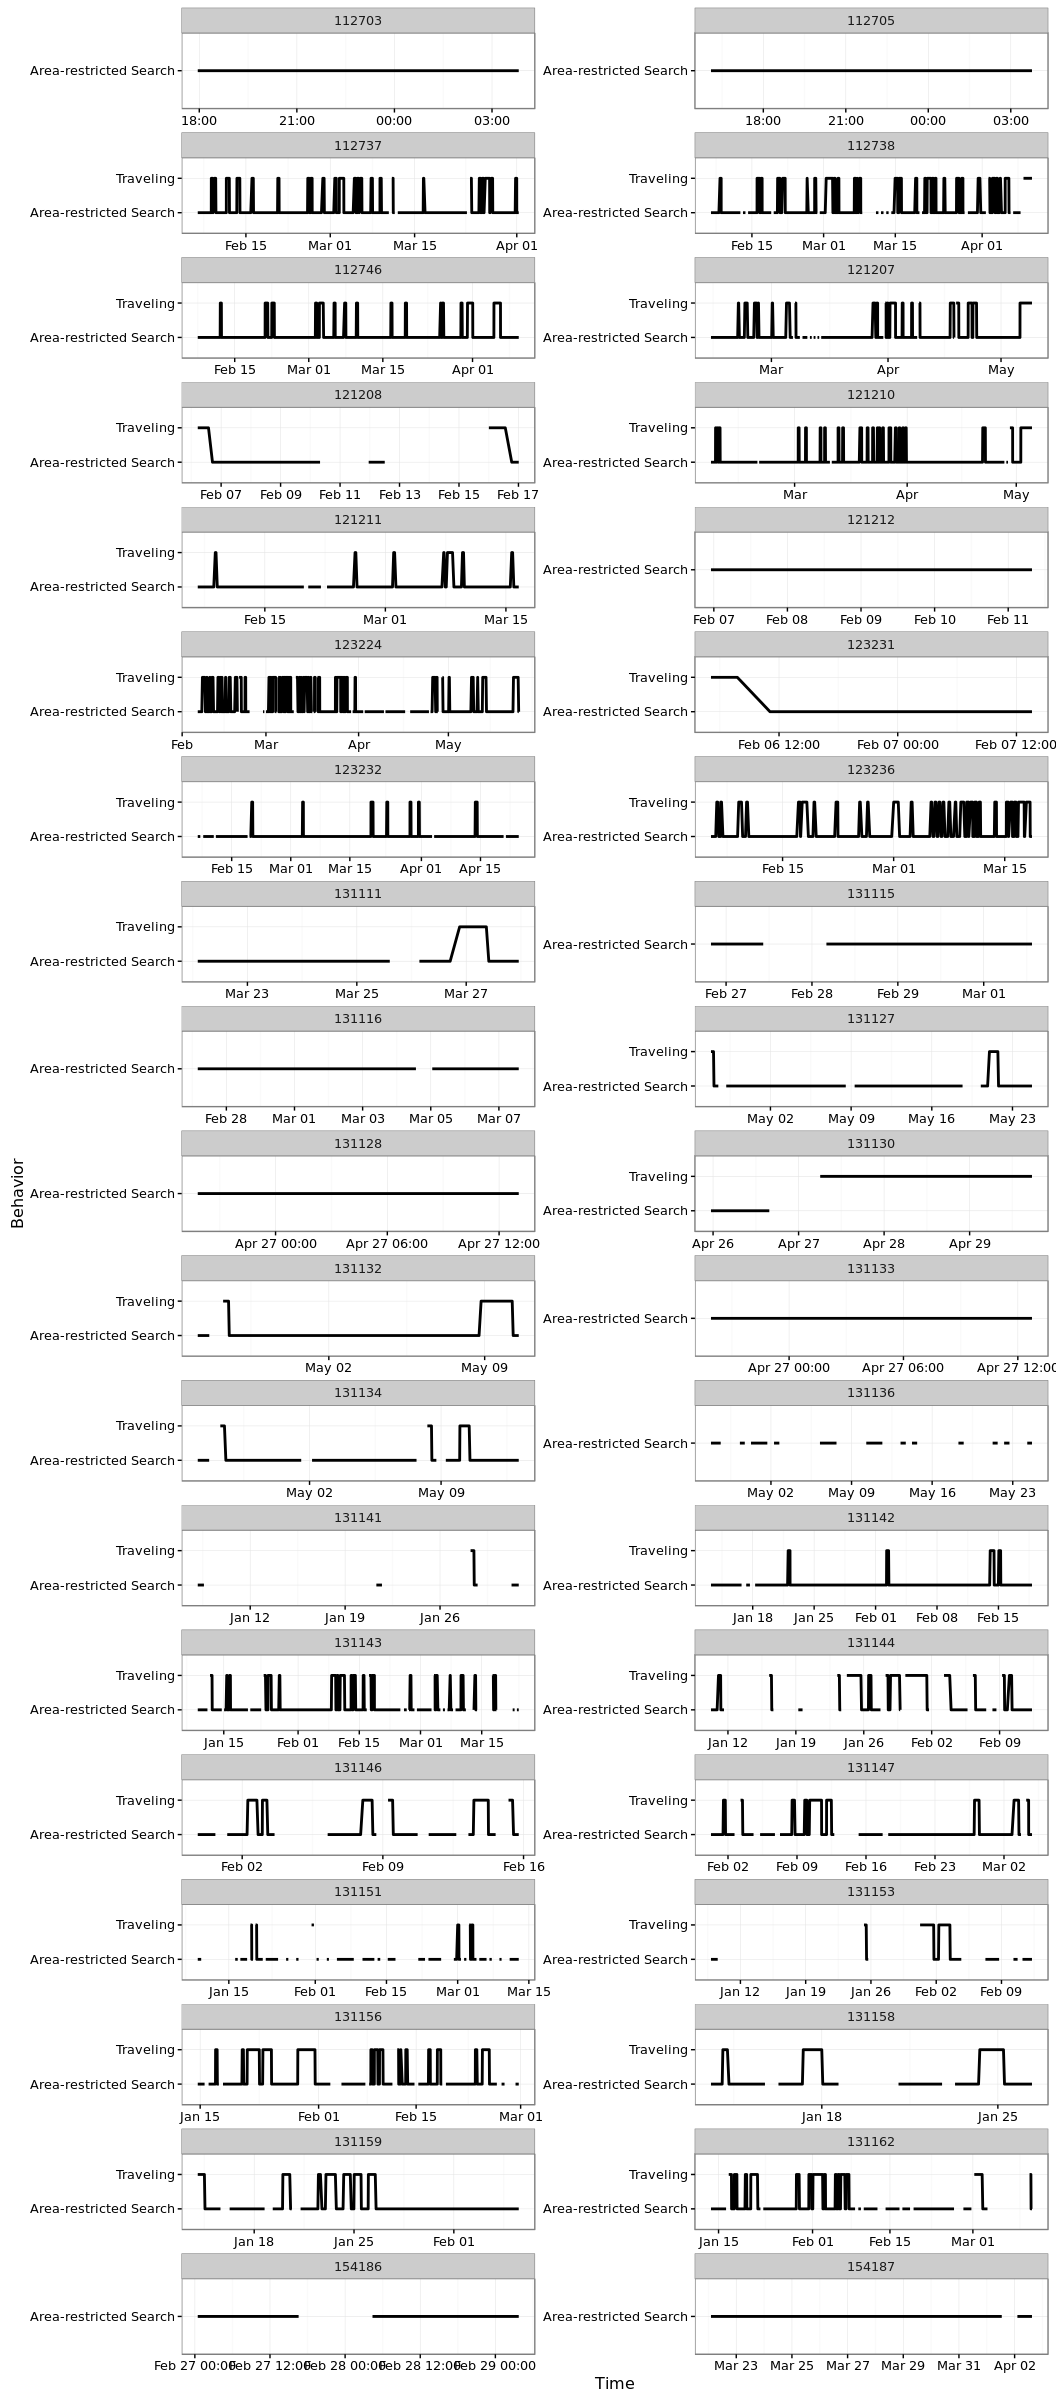 112703 112705
Area-restricted Search Area-restricted Search
18:00 21:00 00:00 03:00 18:00 21:00 00:00 03:00
112737 112738
Traveling Traveling
Area-restricted Search Area-restricted Search
Feb 15 Mar 01 Mar 15 Apr 01 Feb 15 Mar 01 Mar 15 Apr 01
112746 121207
Traveling Traveling
Area-restricted Search Area-restricted Search
Feb 15 Mar 01 Mar 15 Apr 01 Mar Apr May
121208 121210
Traveling Traveling
Area-restricted Search Area-restricted Search
Feb 07 Feb 09 Feb 11 Feb 13 Feb 15 Feb 17 Mar Apr May
121211 121212
Traveling
Area-restricted Search Area-restricted Search
Feb 15 Mar 01 Mar 15 Feb 07 Feb 08 Feb 09 Feb 10 Feb 11
123224 123231
Traveling Traveling
Area-restricted Search Area-restricted Search
Feb Mar Apr May Feb 06 12:00 Feb 07 00:00 Feb 07 12:00
123232 123236
Traveling Traveling
Area-restricted Search Area-restricted Search
Feb 15 Mar 01 Mar 15 Apr 01 Apr 15 Feb 15 Mar 01 Mar 15
131111 131115
Traveling
Area-restricted Search Area-restricted Search
Mar 23 Mar 25 Mar 27 Feb 27 Feb 28 Feb 29 Mar 01
131116 131127
Traveling
Area-restricted Search Area-restricted Search
Feb 28 Mar 01 Mar 03 Mar 05 Mar 07 May 02 May 09 May 16 May 23
131128 131130
Traveling
Area-restricted Search Area-restricted Search
Apr 27 00:00 Apr 27 06:00 Apr 27 12:00 Apr 26 Apr 27 Apr 28 Apr 29
Behavior
131132 131133
Traveling
Area-restricted Search Area-restricted Search
May 02 May 09 Apr 27 00:00 Apr 27 06:00 Apr 27 12:00
131134 131136
Traveling
Area-restricted Search Area-restricted Search
May 02 May 09 May 02 May 09 May 16 May 23
131141 131142
Traveling Traveling
Area-restricted Search Area-restricted Search
Jan 12 Jan 19 Jan 26 Jan 18 Jan 25 Feb 01 Feb 08 Feb 15
131143 131144
Traveling Traveling
Area-restricted Search Area-restricted Search
Jan 15 Feb 01 Feb 15 Mar 01 Mar 15 Jan 12 Jan 19 Jan 26 Feb 02 Feb 09
131146 131147
Traveling Traveling
Area-restricted Search Area-restricted Search
Feb 02 Feb 09 Feb 16 Feb 02 Feb 09 Feb 16 Feb 23 Mar 02
131151 131153
Traveling Traveling
Area-restricted Search Area-restricted Search
Jan 15 Feb 01 Feb 15 Mar 01 Mar 15 Jan 12 Jan 19 Jan 26 Feb 02 Feb 09
131156 131158
Traveling Traveling
Area-restricted Search Area-restricted Search
Jan 15 Feb 01 Feb 15 Mar 01 Jan 18 Jan 25
131159 131162
Traveling Traveling
Area-restricted Search Area-restricted Search
Jan 18 Jan 25 Feb 01 Jan 15 Feb 01 Feb 15 Mar 01
154186 154187
Area-restricted Search Area-restricted Search
Feb 27 00:00 Feb 27 12:00 Feb 28 00:00 Feb 28 12:00 Feb 29 00:00 Mar 23 Mar 25 Mar 27 Mar 29 Mar 31 Apr 02
Time